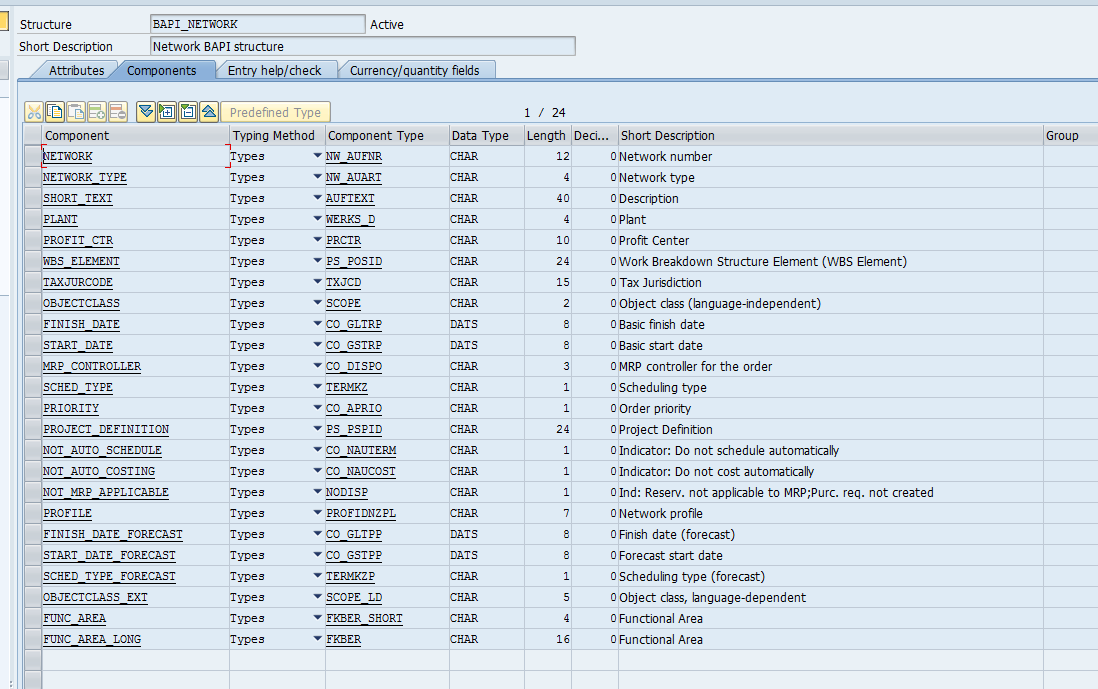 Structure BAPI_NETWORK Active
Short Description Network BAPI structure
Attributes Components Entry help/check Currency/quantity fields
Predefined Type 1 / 24
Component Typing Method Component Type Data Type Length Deci... Short Description Group
NETWORK Types NW_AUFNR CHAR 12 0 Network number
NETWORK_TYPE Types NW_AUART CHAR 4 0 Network type
SHORT_TEXT Types AUFTEXT CHAR 40 0 Description
PLANT Types WERKS_D CHAR 4 0 Plant
PROFIT_CTR Types PRCTR CHAR 10 0 Profit Center
WBS_ELEMENT Types PS_POSID CHAR 24 0 Work Breakdown Structure Element (WBS Element)
TAXJURCODE Types TXJCD CHAR 15 0 Tax Jurisdiction
OBJECTCLASS Types SCOPE CHAR 2 0 Object class (language-independent)
FINISH_DATE Types CO_GLTRP DATS 8 0 Basic finish date
START_DATE Types CO_GSTRP DATS 8 0 Basic start date
MRP_CONTROLLER Types CO_DISPO CHAR 3 0 MRP controller for the order
SCHED_TYPE Types TERMKZ CHAR 1 0 Scheduling type
PRIORITY Types CO_APRIO CHAR 1 0 Order priority
PROJECT_DEFINITION Types PS_PSPID CHAR 24 0 Project Definition
NOT_AUTO_SCHEDULE Types CO_NAUTERM CHAR 1 0 Indicator: Do not schedule automatically
NOT_AUTO_COSTING Types CO_NAUCOST CHAR 1 0 Indicator: Do not cost automatically
NOT_MRP_APPLICABLE Types NODISP CHAR 1 0 Ind: Reserv. not applicable to MRP;Purc. req. not created
PROFILE Types PROFIDNZPL CHAR 7 0 Network profile
FINISH_DATE_FORECAST Types CO_GLTPP DATS 8 0 Finish date (forecast)
START_DATE_FORECAST Types CO_GSTPP DATS 8 0 Forecast start date
SCHED_TYPE_FORECAST Types TERMKZP CHAR 1 0 Scheduling type (forecast)
OBJECTCLASS_EXT Types SCOPE_LD CHAR 5 0 Object class, language-dependent
FUNC_AREA Types FKBER_SHORT CHAR 4 0 Functional Area
FUNC_AREA_LONG Types FKBER CHAR 16 0 Functional Area